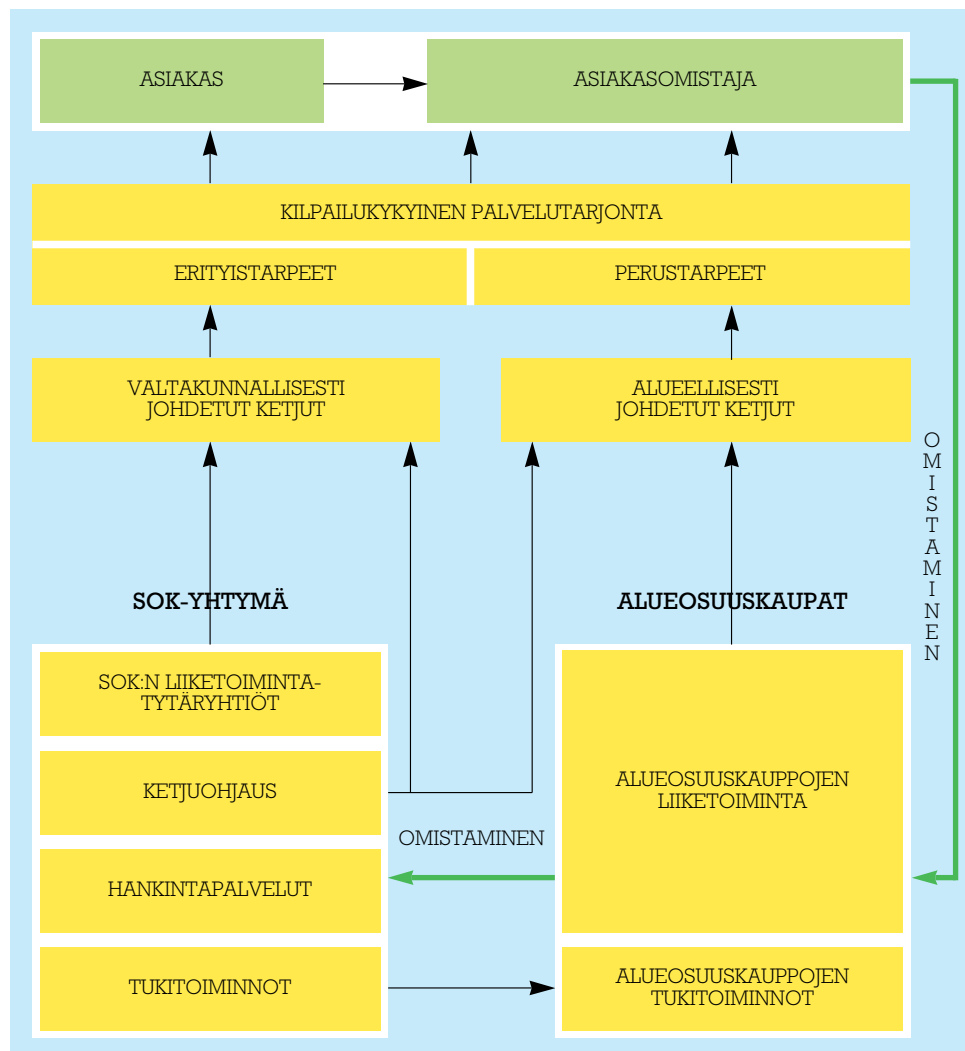 ASIAKAS
ASIAKASOMISTAJA
KILPAILUKYKYINEN PALVELUTARJONTA
ERITYISTARPEET
PERUSTARPEET
VALTAKUNNALLISESTI
JOHDETUT KETJUT
ALUEELLISESTI
JOHDETUT KETJUT
OMISTAMINEN
SOK-YHTYMÄ
ALUEOSUUSKAUPAT
SOK:N LIIKETOIMINTA-
TYTÄRYHTIÖT
KETJUOHJAUS
HANKINTAPALVELUT
TUKITOIMINNOT
OMISTAMINEN
ALUEOSUUSKAUPPOJEN
LIIKETOIMINTA
ALUEOSUUSKAUPPOJEN
TUKITOIMINNOT